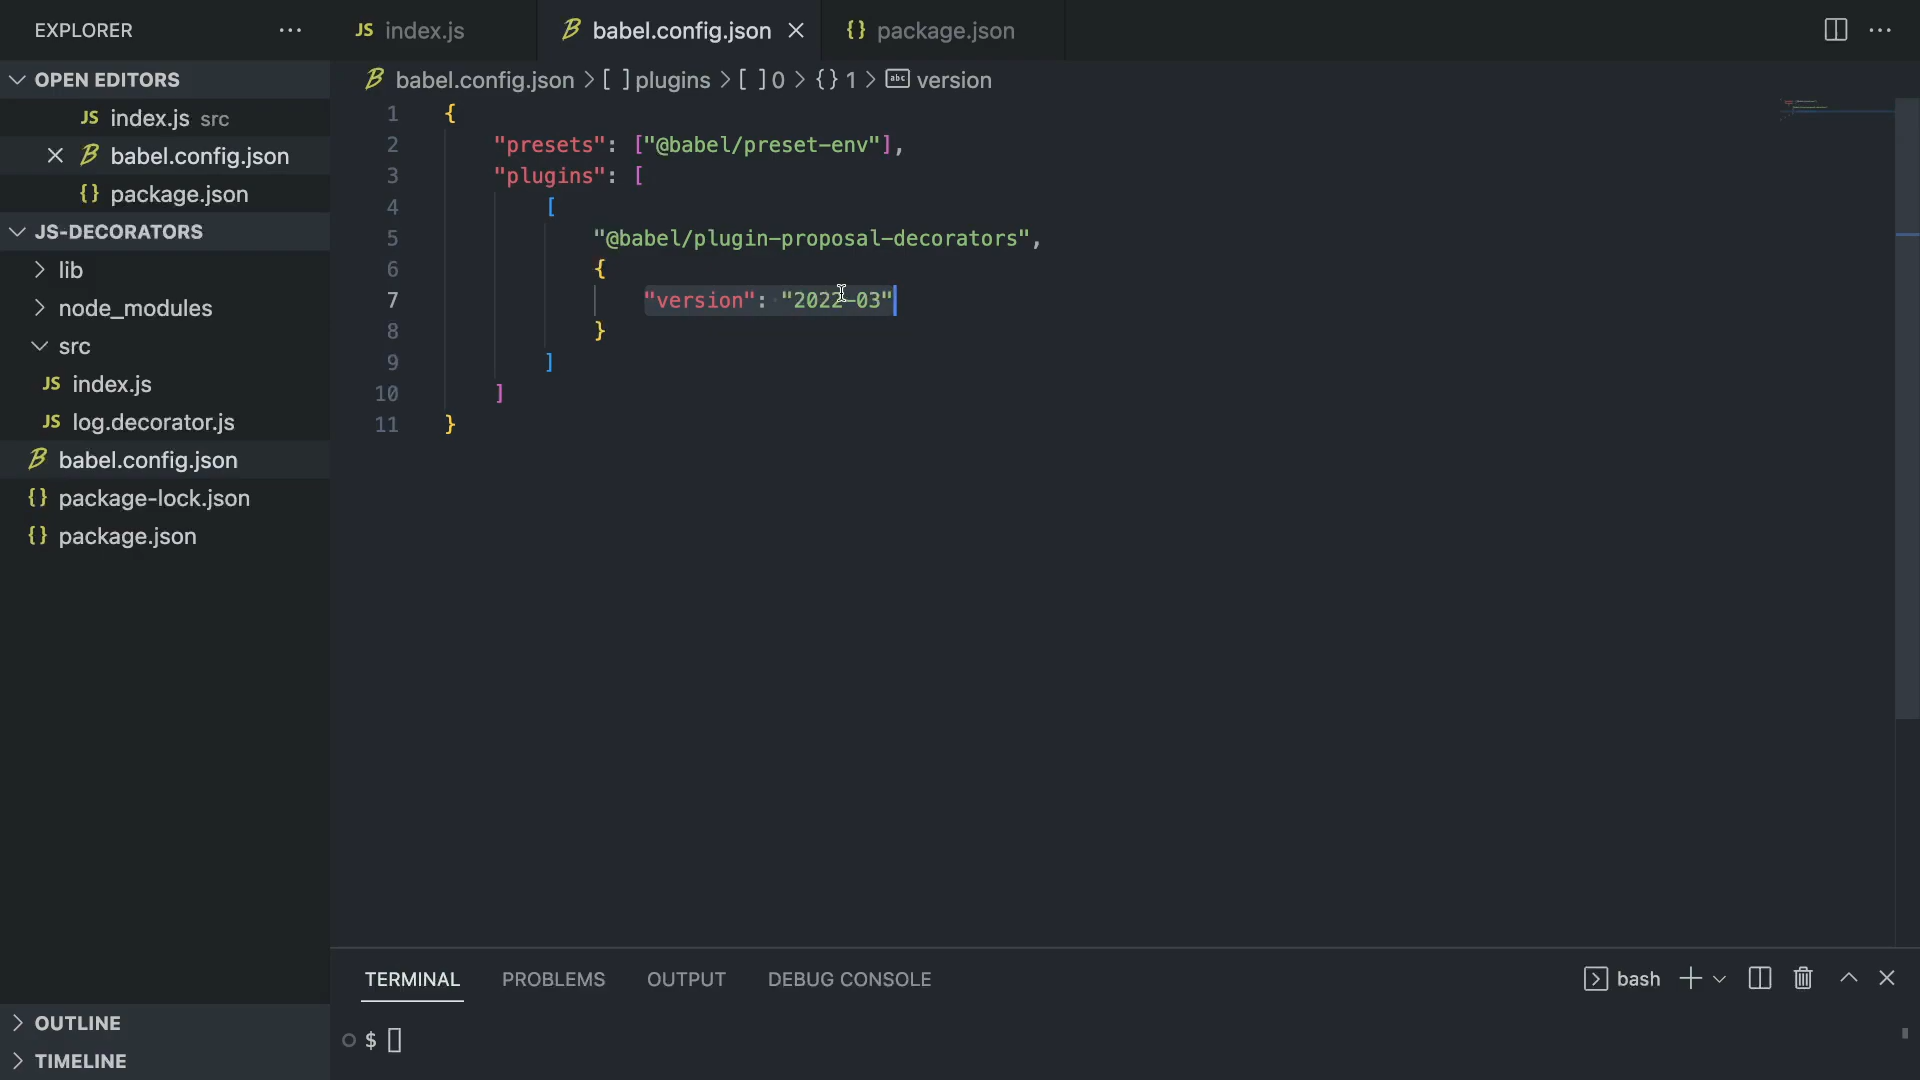 EXPLORER
OPEN EDITORS
JS index.js src
babel.config.json
{} package.json
JS-DECORATORS
lib
node_modules
src
JS index.js
JS log.decorator.js
babel.config.json
{} package-lock.json
{} package.json
OUTLINE
TIMELINE
JS index.js
babel.config.json
{} package.json
babel.config.json > [ ] plugins > [ ] 0 > {} 1 > abc version
1 {
2 "presets": ["@babel/preset-env"],
3 "plugins": [
4 [
5 "@babel/plugin-proposal-decorators",
6 {
7 "version": "2022-03"
8 }
9 ]
10 ]
11 }
TERMINAL PROBLEMS OUTPUT DEBUG CONSOLE
bash
$